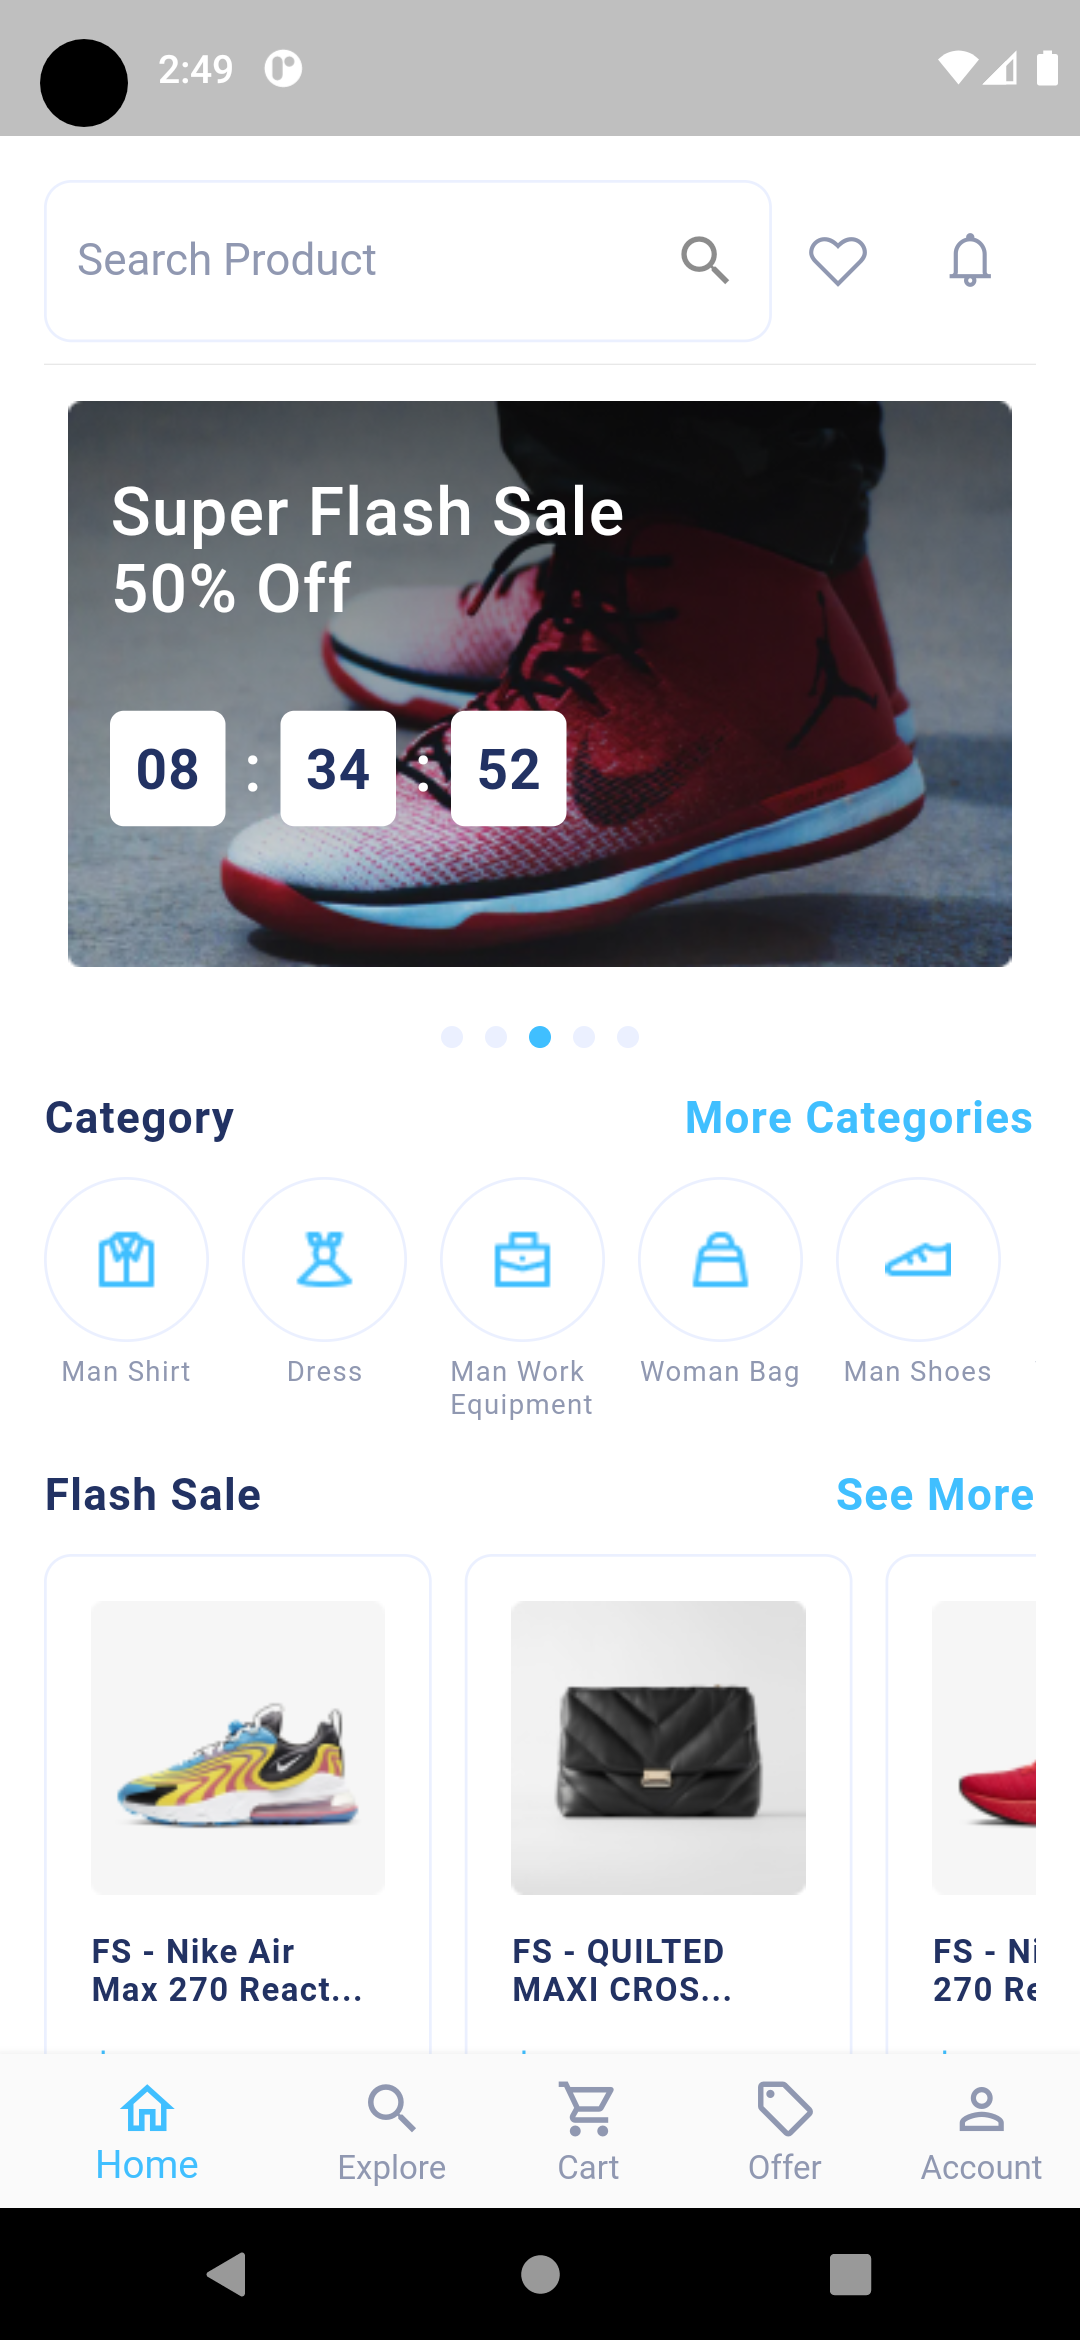 2:49
Search Product
Super Flash Sale
50% Off
08 : 34 : 52
Category
More Categories
Man Shirt
Dress
Man Work
Equipment
Woman Bag
Man Shoes
Flash Sale
See More
FS - Nike Air
Max 270 React...
FS - QUILTED
MAXI CROS...
FS - Ni
270 Re
Home
Explore
Cart
Offer
Account